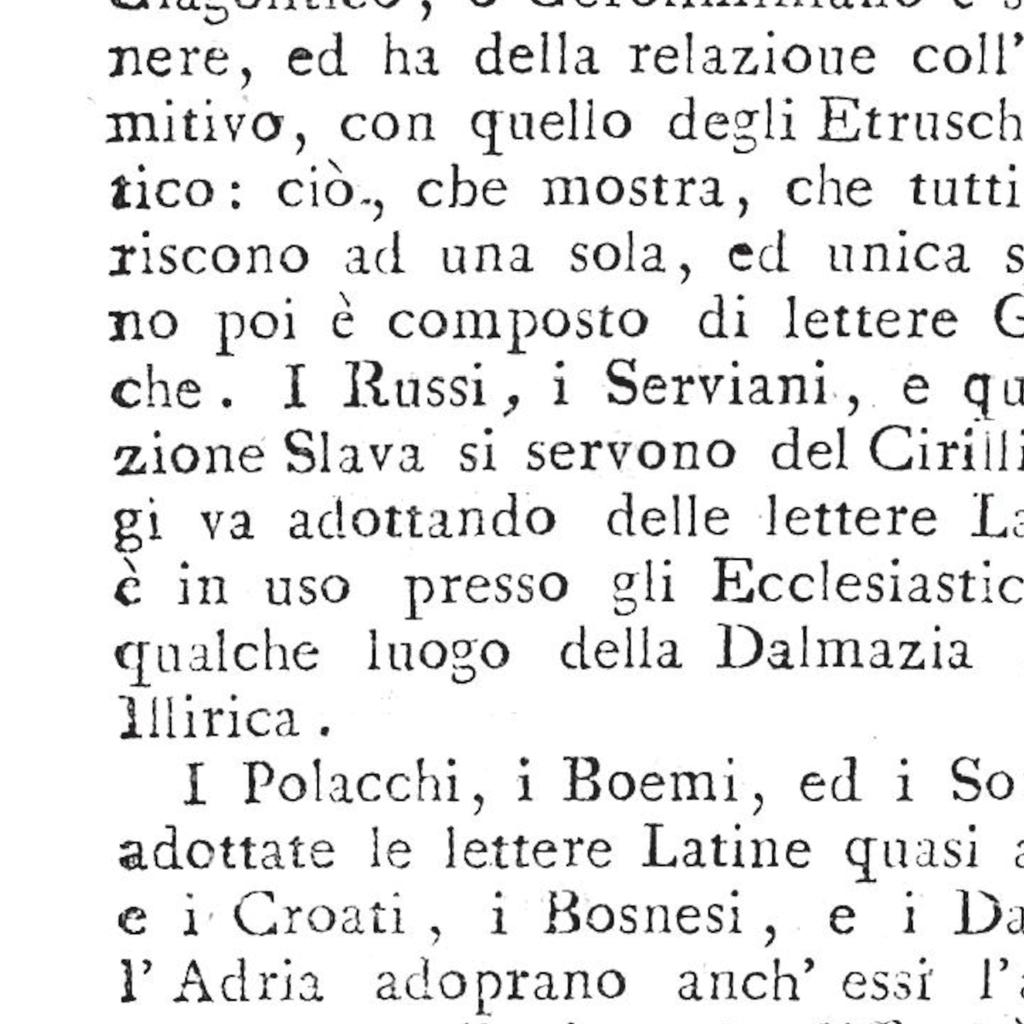 nere, ed ha della relazioue coll'
mitivo, con quello degli Etrusch
tico: ciò, cbe mostra, che tutti
riscono ad una sola, ed unica s
no poi è composto di lettere G
che. I Russi, i Serviani, e qu
zione Slava si servono del Cirilli
gi va adottando delle lettere La
è in uso presso gli Ecclesiastic
qualche luogo della Dalmazia
Illirica.
I Polacchi, i Boemi, ed i So
adottate le lettere Latine quasi a
e i Croati, i Bosnesi, e i Da
l' Adria adoprano anch' essi l'a